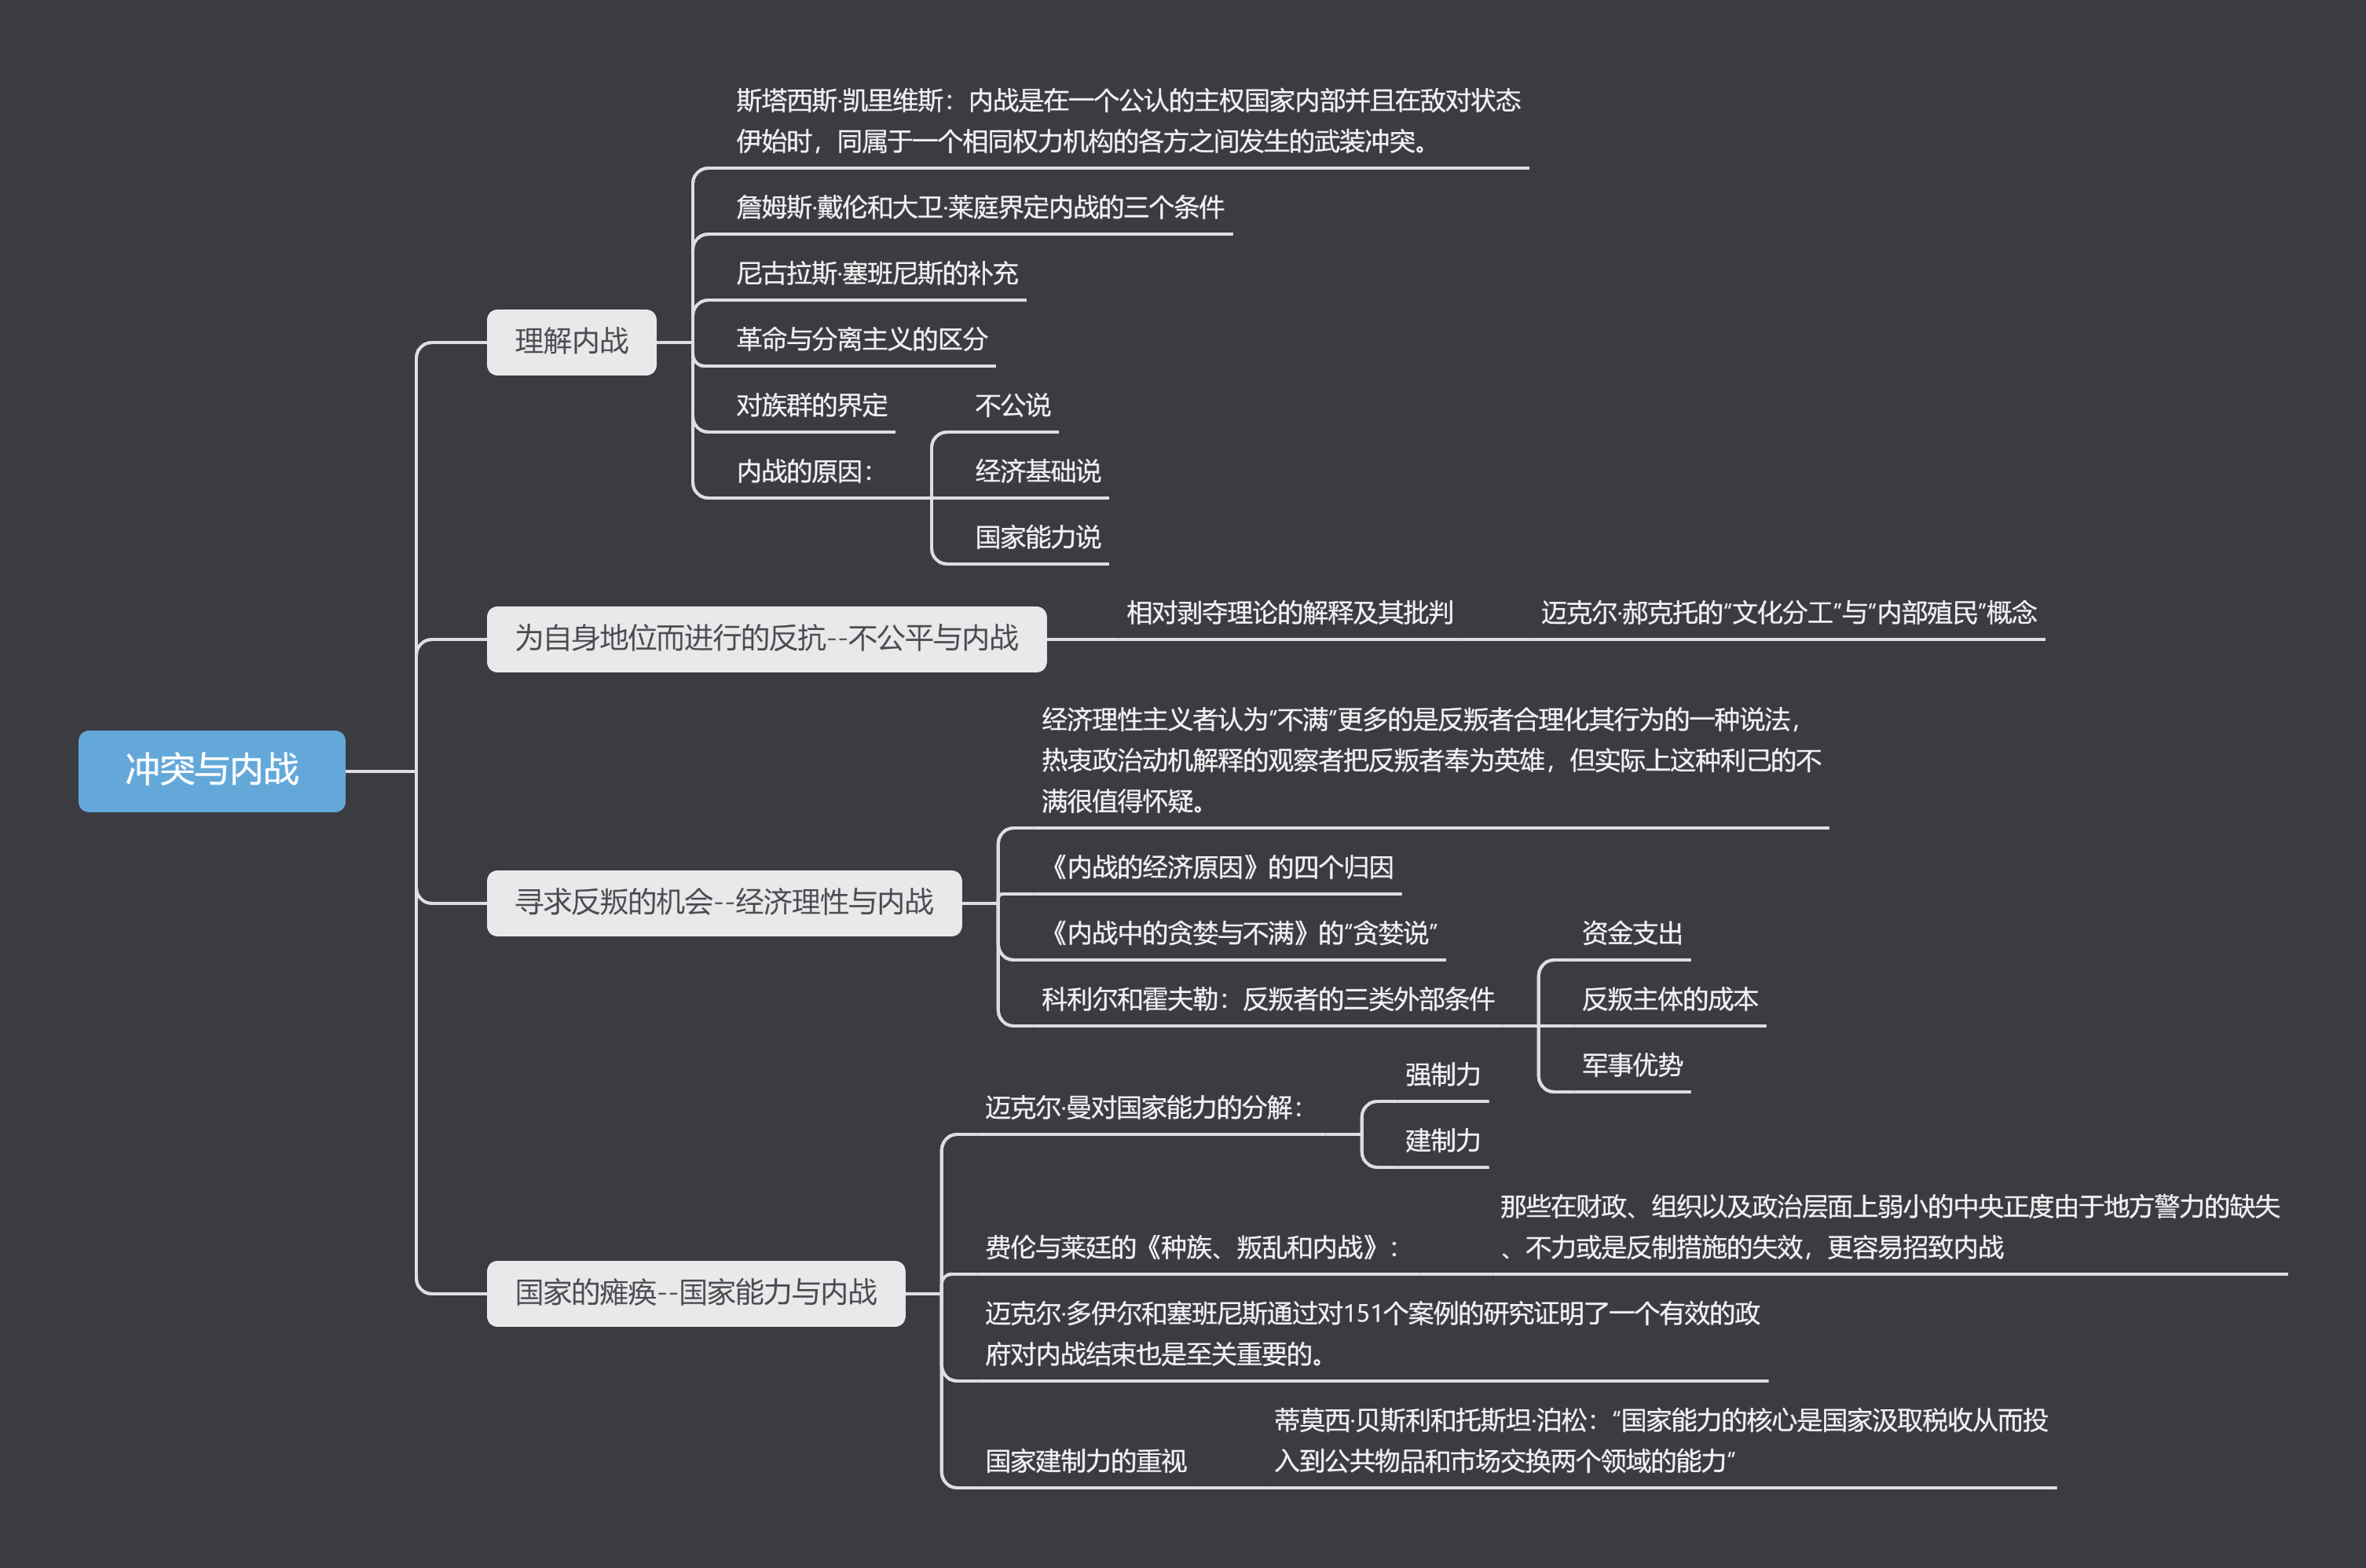 冲突与内战
理解内战
斯塔西斯·凯里维斯：内战是在一个公认的主权国家内部并且在敌对状态
伊始时，同属于一个相同权力机构的各方之间发生的武装冲突。
詹姆斯·戴伦和大卫·莱庭界定内战的三个条件
尼古拉斯·塞班尼斯的补充
革命与分离主义的区分
对族群的界定
内战的原因：
不公说
经济基础说
国家能力说
为自身地位而进行的反抗--不公平与内战
相对剥夺理论的解释及其批判
迈克尔·郝克托的“文化分工”与“内部殖民”概念
寻求反叛的机会--经济理性与内战
经济理性主义者认为“不满”更多的是反叛者合理化其行为的一种说法，
热衷政治动机解释的观察者把反叛者奉为英雄，但实际上这种利己的不
满很值得怀疑。
《内战的经济原因》的四个归因
《内战中的贪婪与不满》的“贪婪说”
科利尔和霍夫勒：反叛者的三类外部条件
资金支出
反叛主体的成本
军事优势
国家的瘫痪--国家能力与内战
迈克尔·曼对国家能力的分解：
强制力
建制力
费伦与莱廷的《种族、叛乱和内战》：
那些在财政、组织以及政治层面上弱小的中央正度由于地方警力的缺失
、不力或是反制措施的失效，更容易招致内战
迈克尔·多伊尔和塞班尼斯通过对151个案例的研究证明了一个有效的政
府对内战结束也是至关重要的。
国家建制力的重视
蒂莫西·贝斯利和托斯坦·泊松：“国家能力的核心是国家汲取税收从而投
入到公共物品和市场交换两个领域的能力”